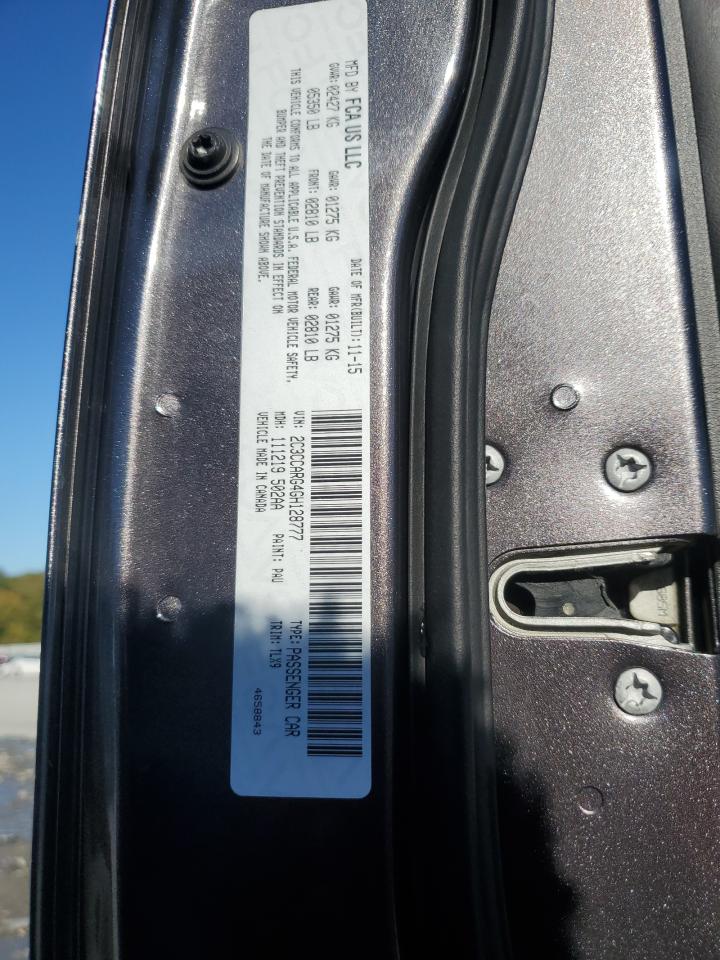 MFD BY FCA US LLC
DATE OF MFR(BUILT): 11-15
GVWR: 02427 KG
GAWR: 01275 KG
GAWR: 01275 KG
05350 LB
FRONT: 02810 LB
REAR: 02810 LB
THIS VEHICLE CONFORMS TO ALL APPLICABLE U.S.A. FEDERAL MOTOR VEHICLE SAFETY,
BUMPER AND THEFT PREVENTION STANDARDS IN EFFECT ON
THE DATE OF MANUFACTURE SHOWN ABOVE.
VIN: 2C3CCARG4GH128777
TYPE: PASSENGER CAR
MDH: 111219 502AA
PAINT: PAU
TRIM: TLX9
VEHICLE MADE IN CANADA
4658843